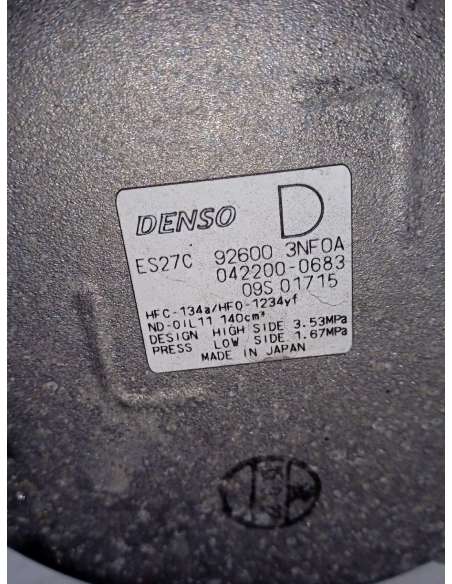 DENSO D
ES27C 92600 3NF0A
042200-0683
09S 01715
HFC-134a/HFO-1234yf
ND-OIL11 140cm³
DESIGN HIGH SIDE 3.53MPa
PRESS LOW SIDE 1.67MPa
MADE IN JAPAN